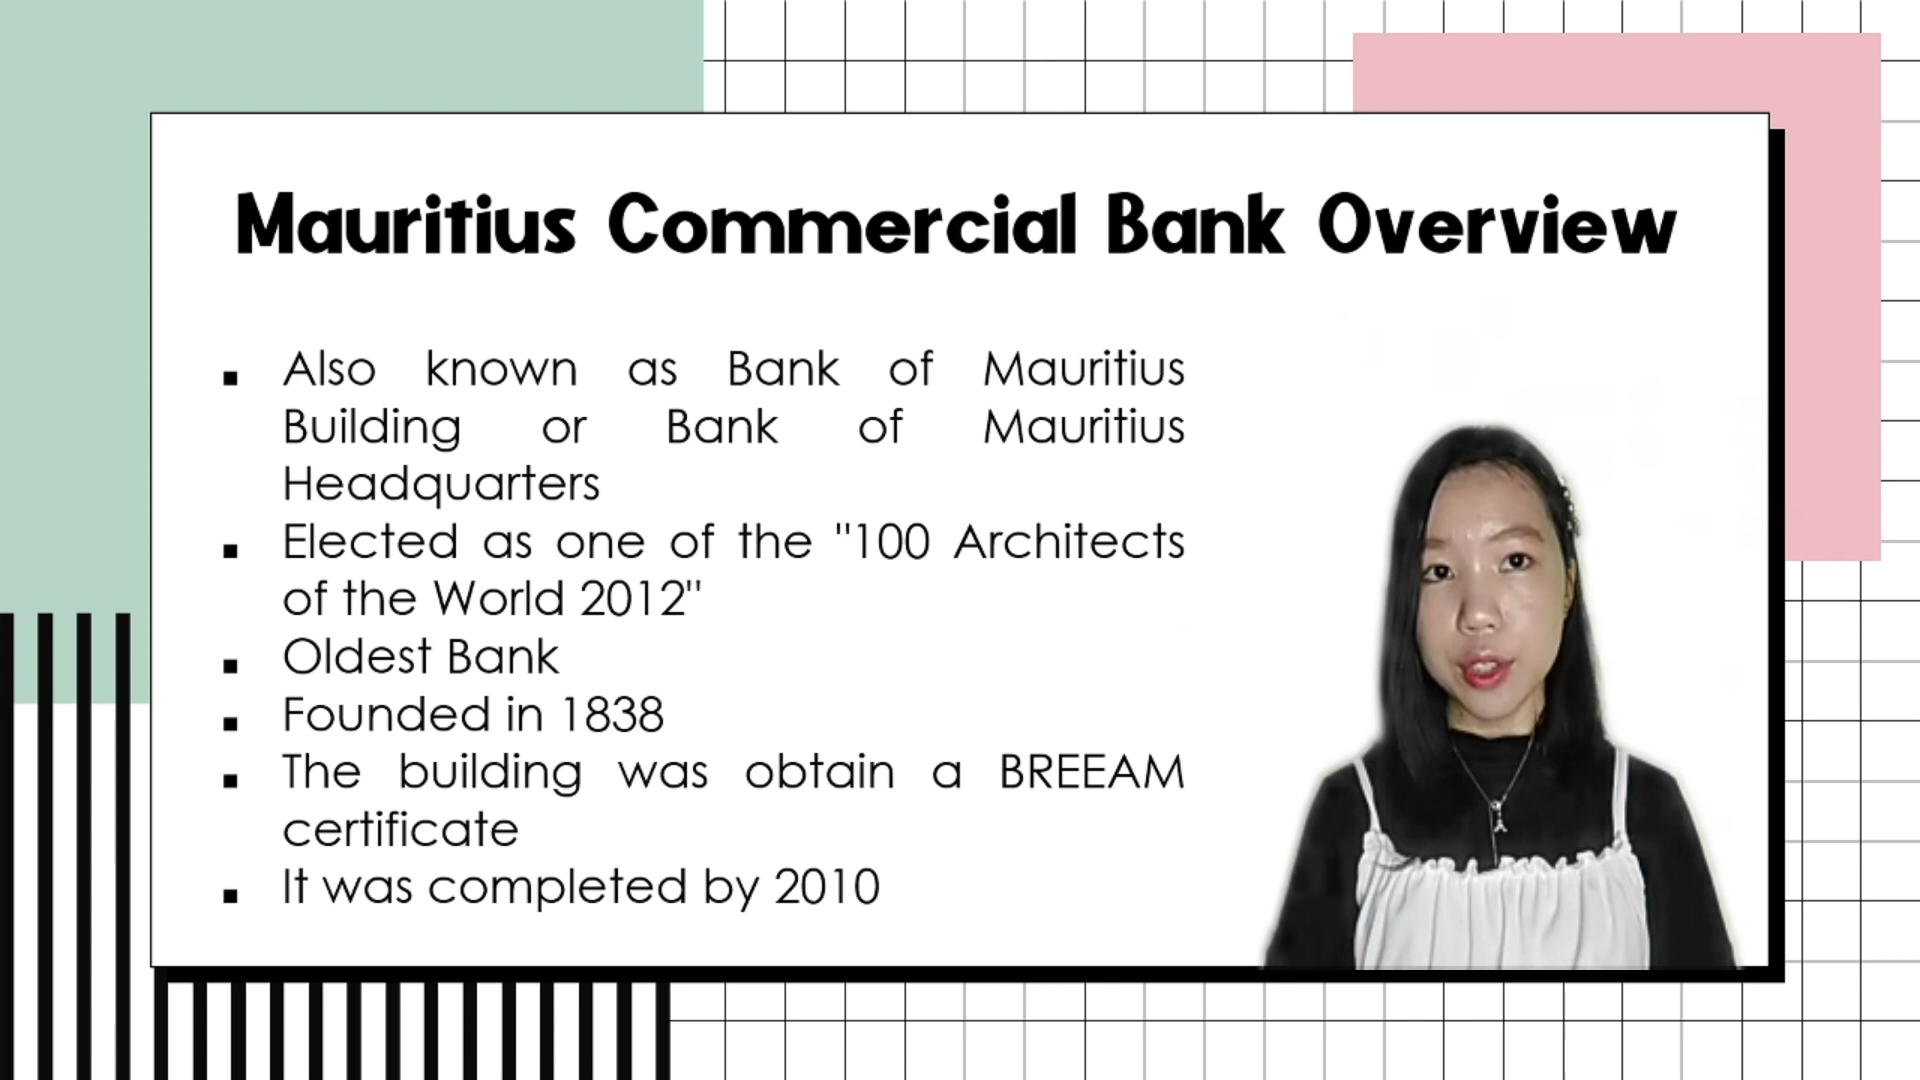 Mauritius Commercial Bank Overview
Also known as Bank of Mauritius
Building or Bank of Mauritius
Headquarters
Elected as one of the "100 Architects
of the World 2012"
Oldest Bank
Founded in 1838
The building was obtain a BREEAM
certificate
It was completed by 2010